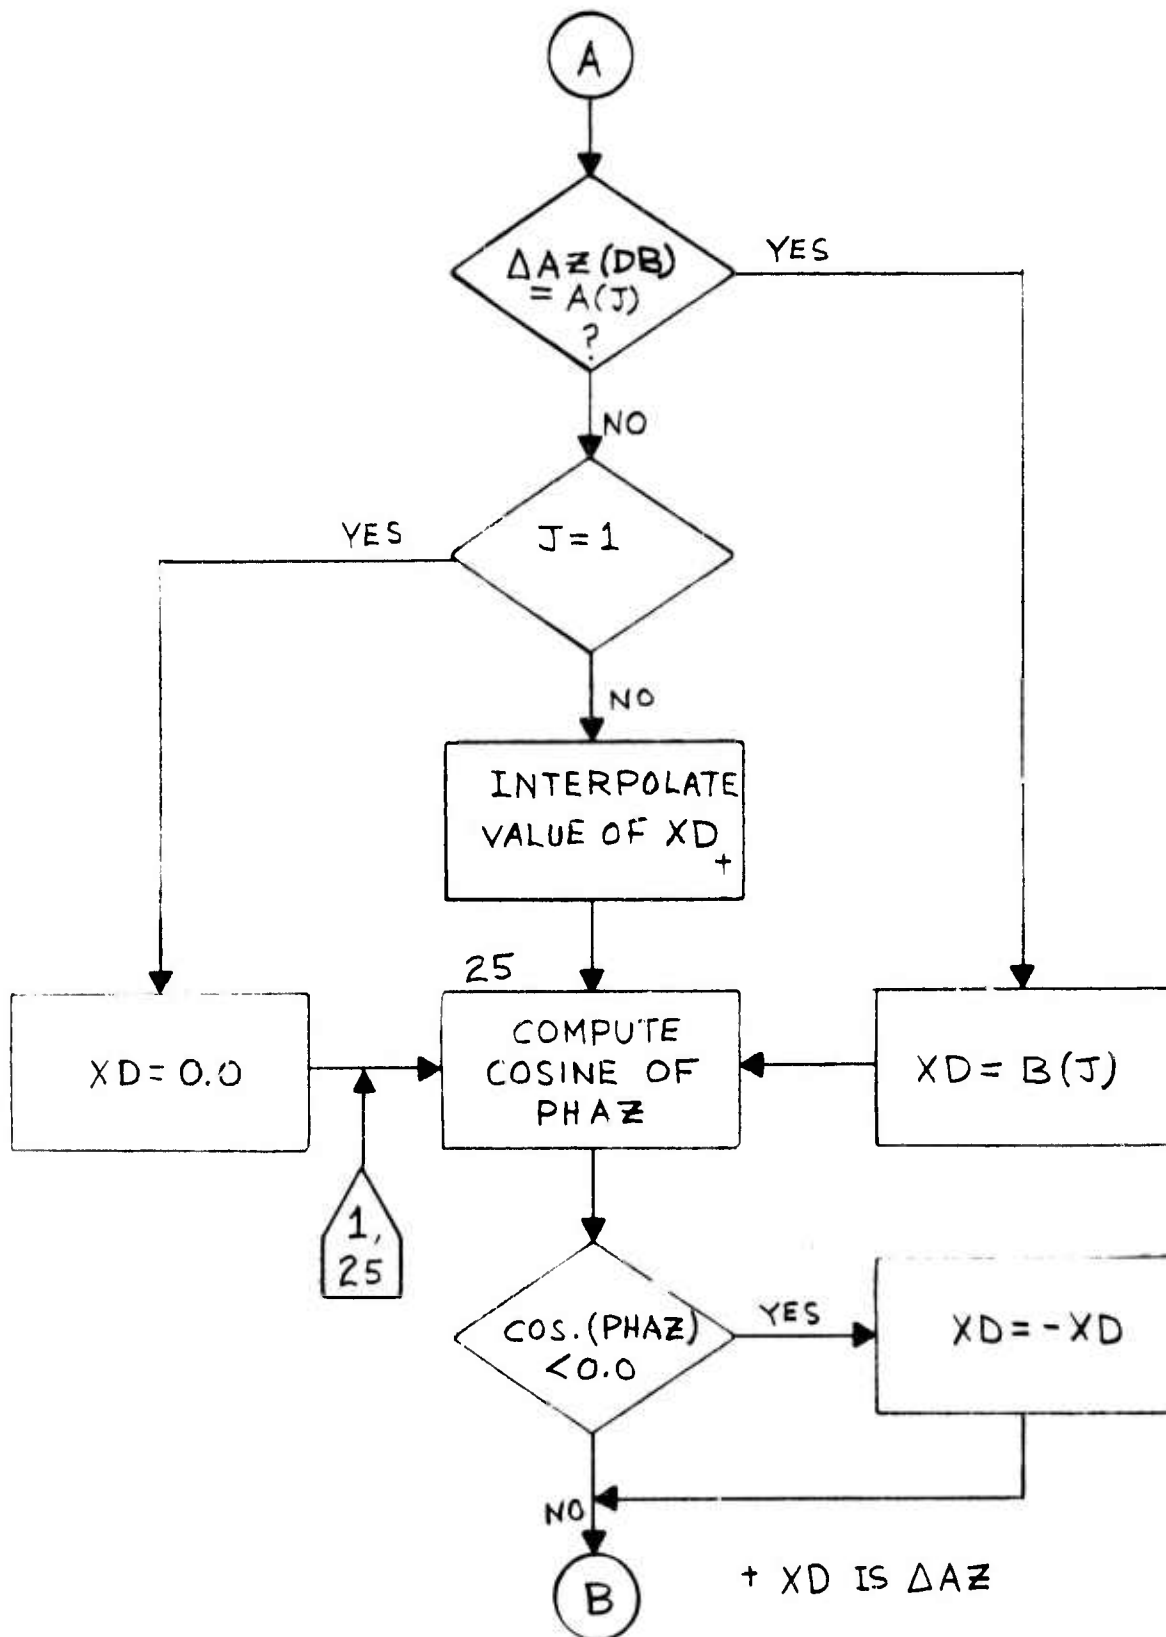 A
ΔAZ(DB)
= A(J)
?
YES
NO
J=1
YES
NO
INTERPOLATE
VALUE OF XD+
25
COMPUTE
COSINE OF
PHAZ
XD=0.0
XD= B(J)
1,
25
COS.(PHAZ)
<0.0
YES
XD=-XD
NO
B
+ XD IS ΔAZ